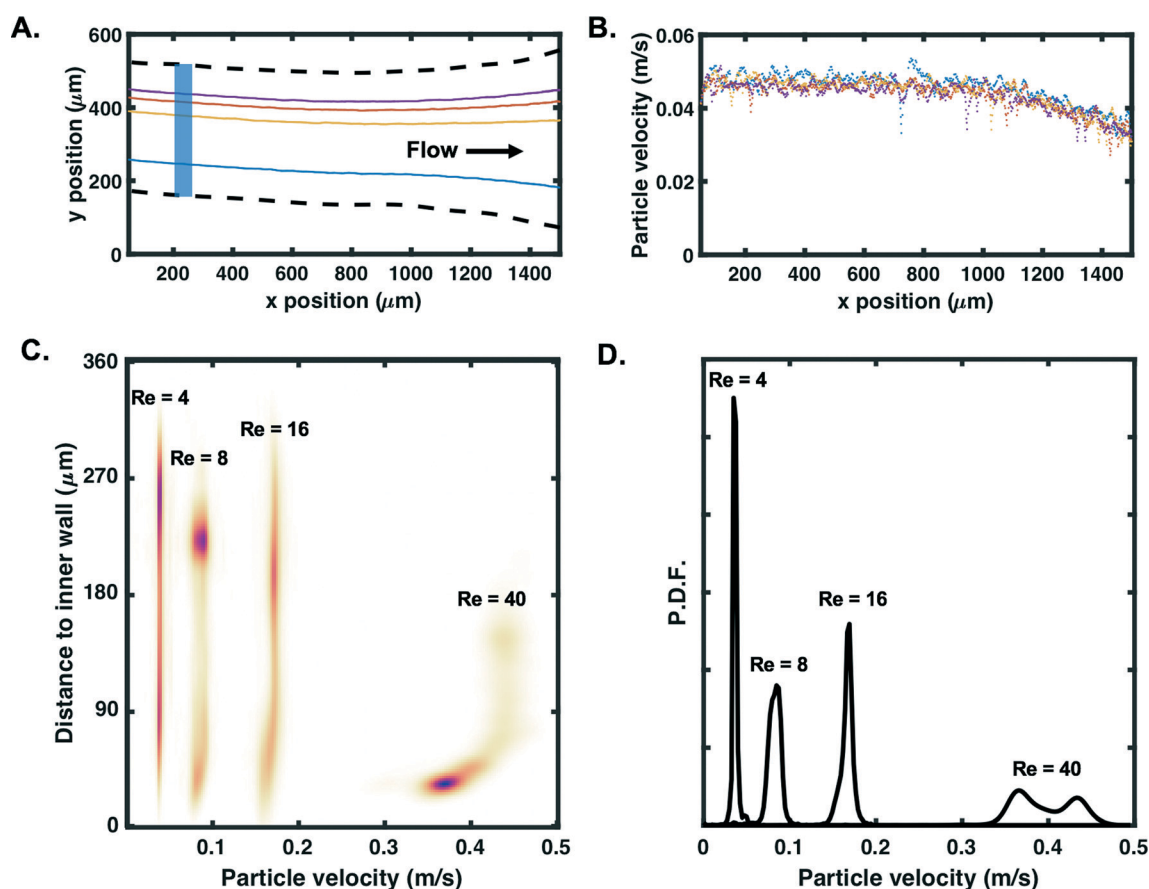 A.
600
400
200
0
y position (μm)
Flow
200 400 600 800 1000 1200 1400
x position (μm)
B.
0.06
0.04
0.02
0
Particle velocity (m/s)
200 400 600 800 1000 1200 1400
x position (μm)
C.
360
270
180
90
0
Distance to inner wall (μm)
Re = 4
Re = 8
Re = 16
Re = 40
0.1 0.2 0.3 0.4 0.5
Particle velocity (m/s)
D.
P.D.F.
Re = 4
Re = 8
Re = 16
Re = 40
0 0.1 0.2 0.3 0.4 0.5
Particle velocity (m/s)